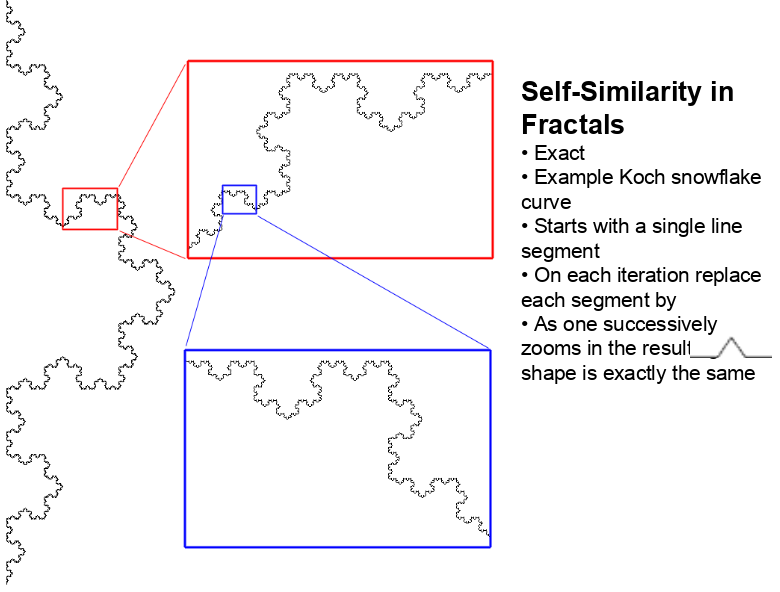 Self-Similarity in
Fractals
• Exact
• Example Koch snowflake
curve
• Starts with a single line
segment
• On each iteration replace
each segment by
• As one successively
zooms in the result
shape is exactly the same